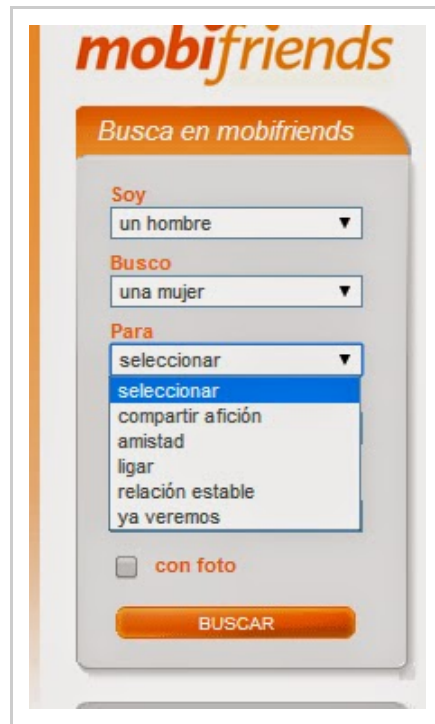 mobifriends
Busca en mobifriends
Soy
un hombre
Busco
una mujer
Para
seleccionar
seleccionar
compartir afición
amistad
ligar
relación estable
ya veremos
con foto
BUSCAR